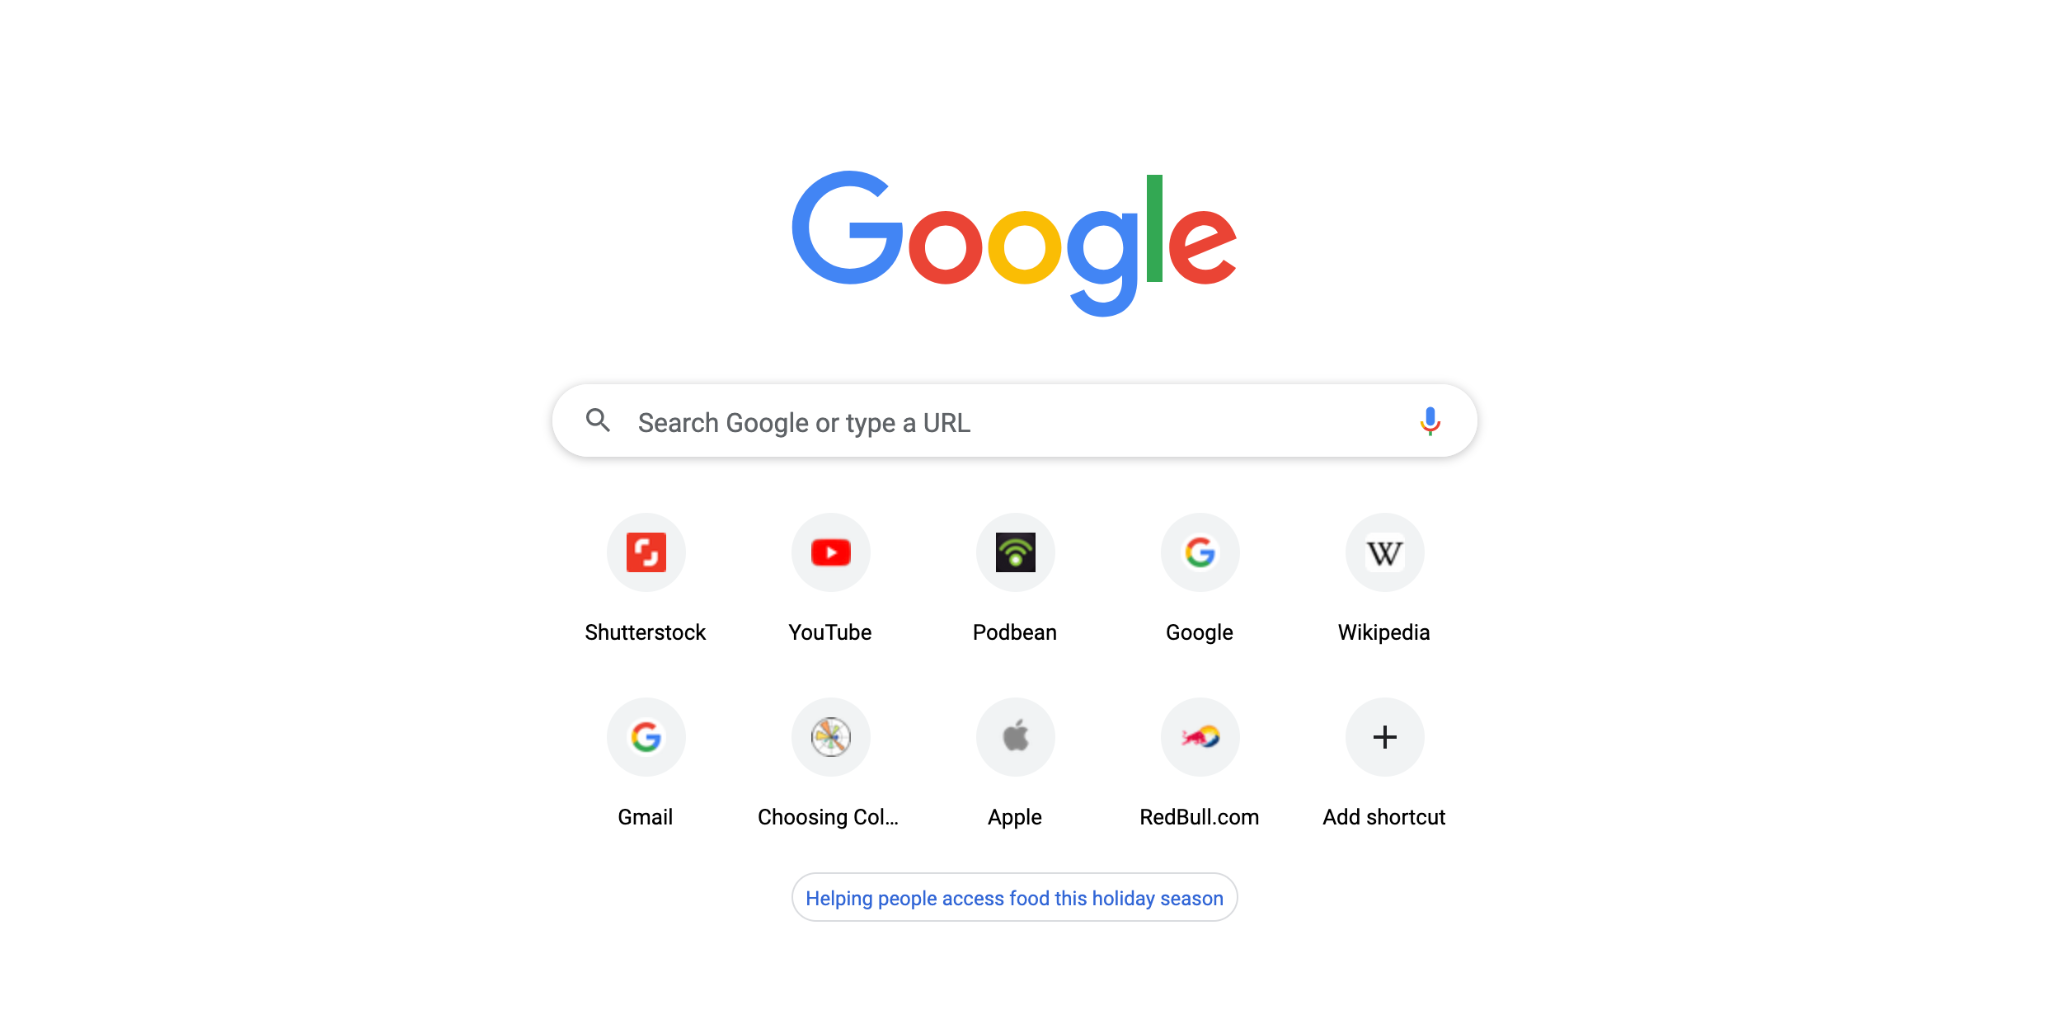 Google
Search Google or type a URL
Shutterstock
YouTube
Podbean
Google
Wikipedia
Gmail
Choosing Col...
Apple
RedBull.com
Add shortcut
Helping people access food this holiday season